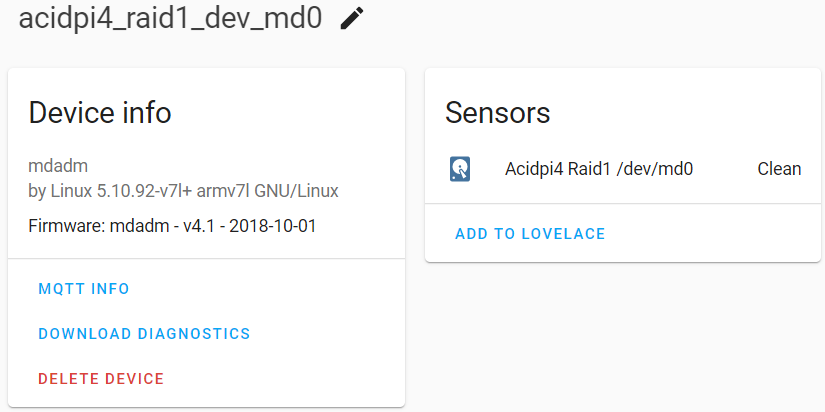 acidpi4_raid1_dev_md0
Device info
mdadm
by Linux 5.10.92-v7l+ armv7l GNU/Linux
Firmware: mdadm - v4.1 - 2018-10-01
MQTT INFO
DOWNLOAD DIAGNOSTICS
DELETE DEVICE
Sensors
Acidpi4 Raid1 /dev/md0 Clean
ADD TO LOVELACE